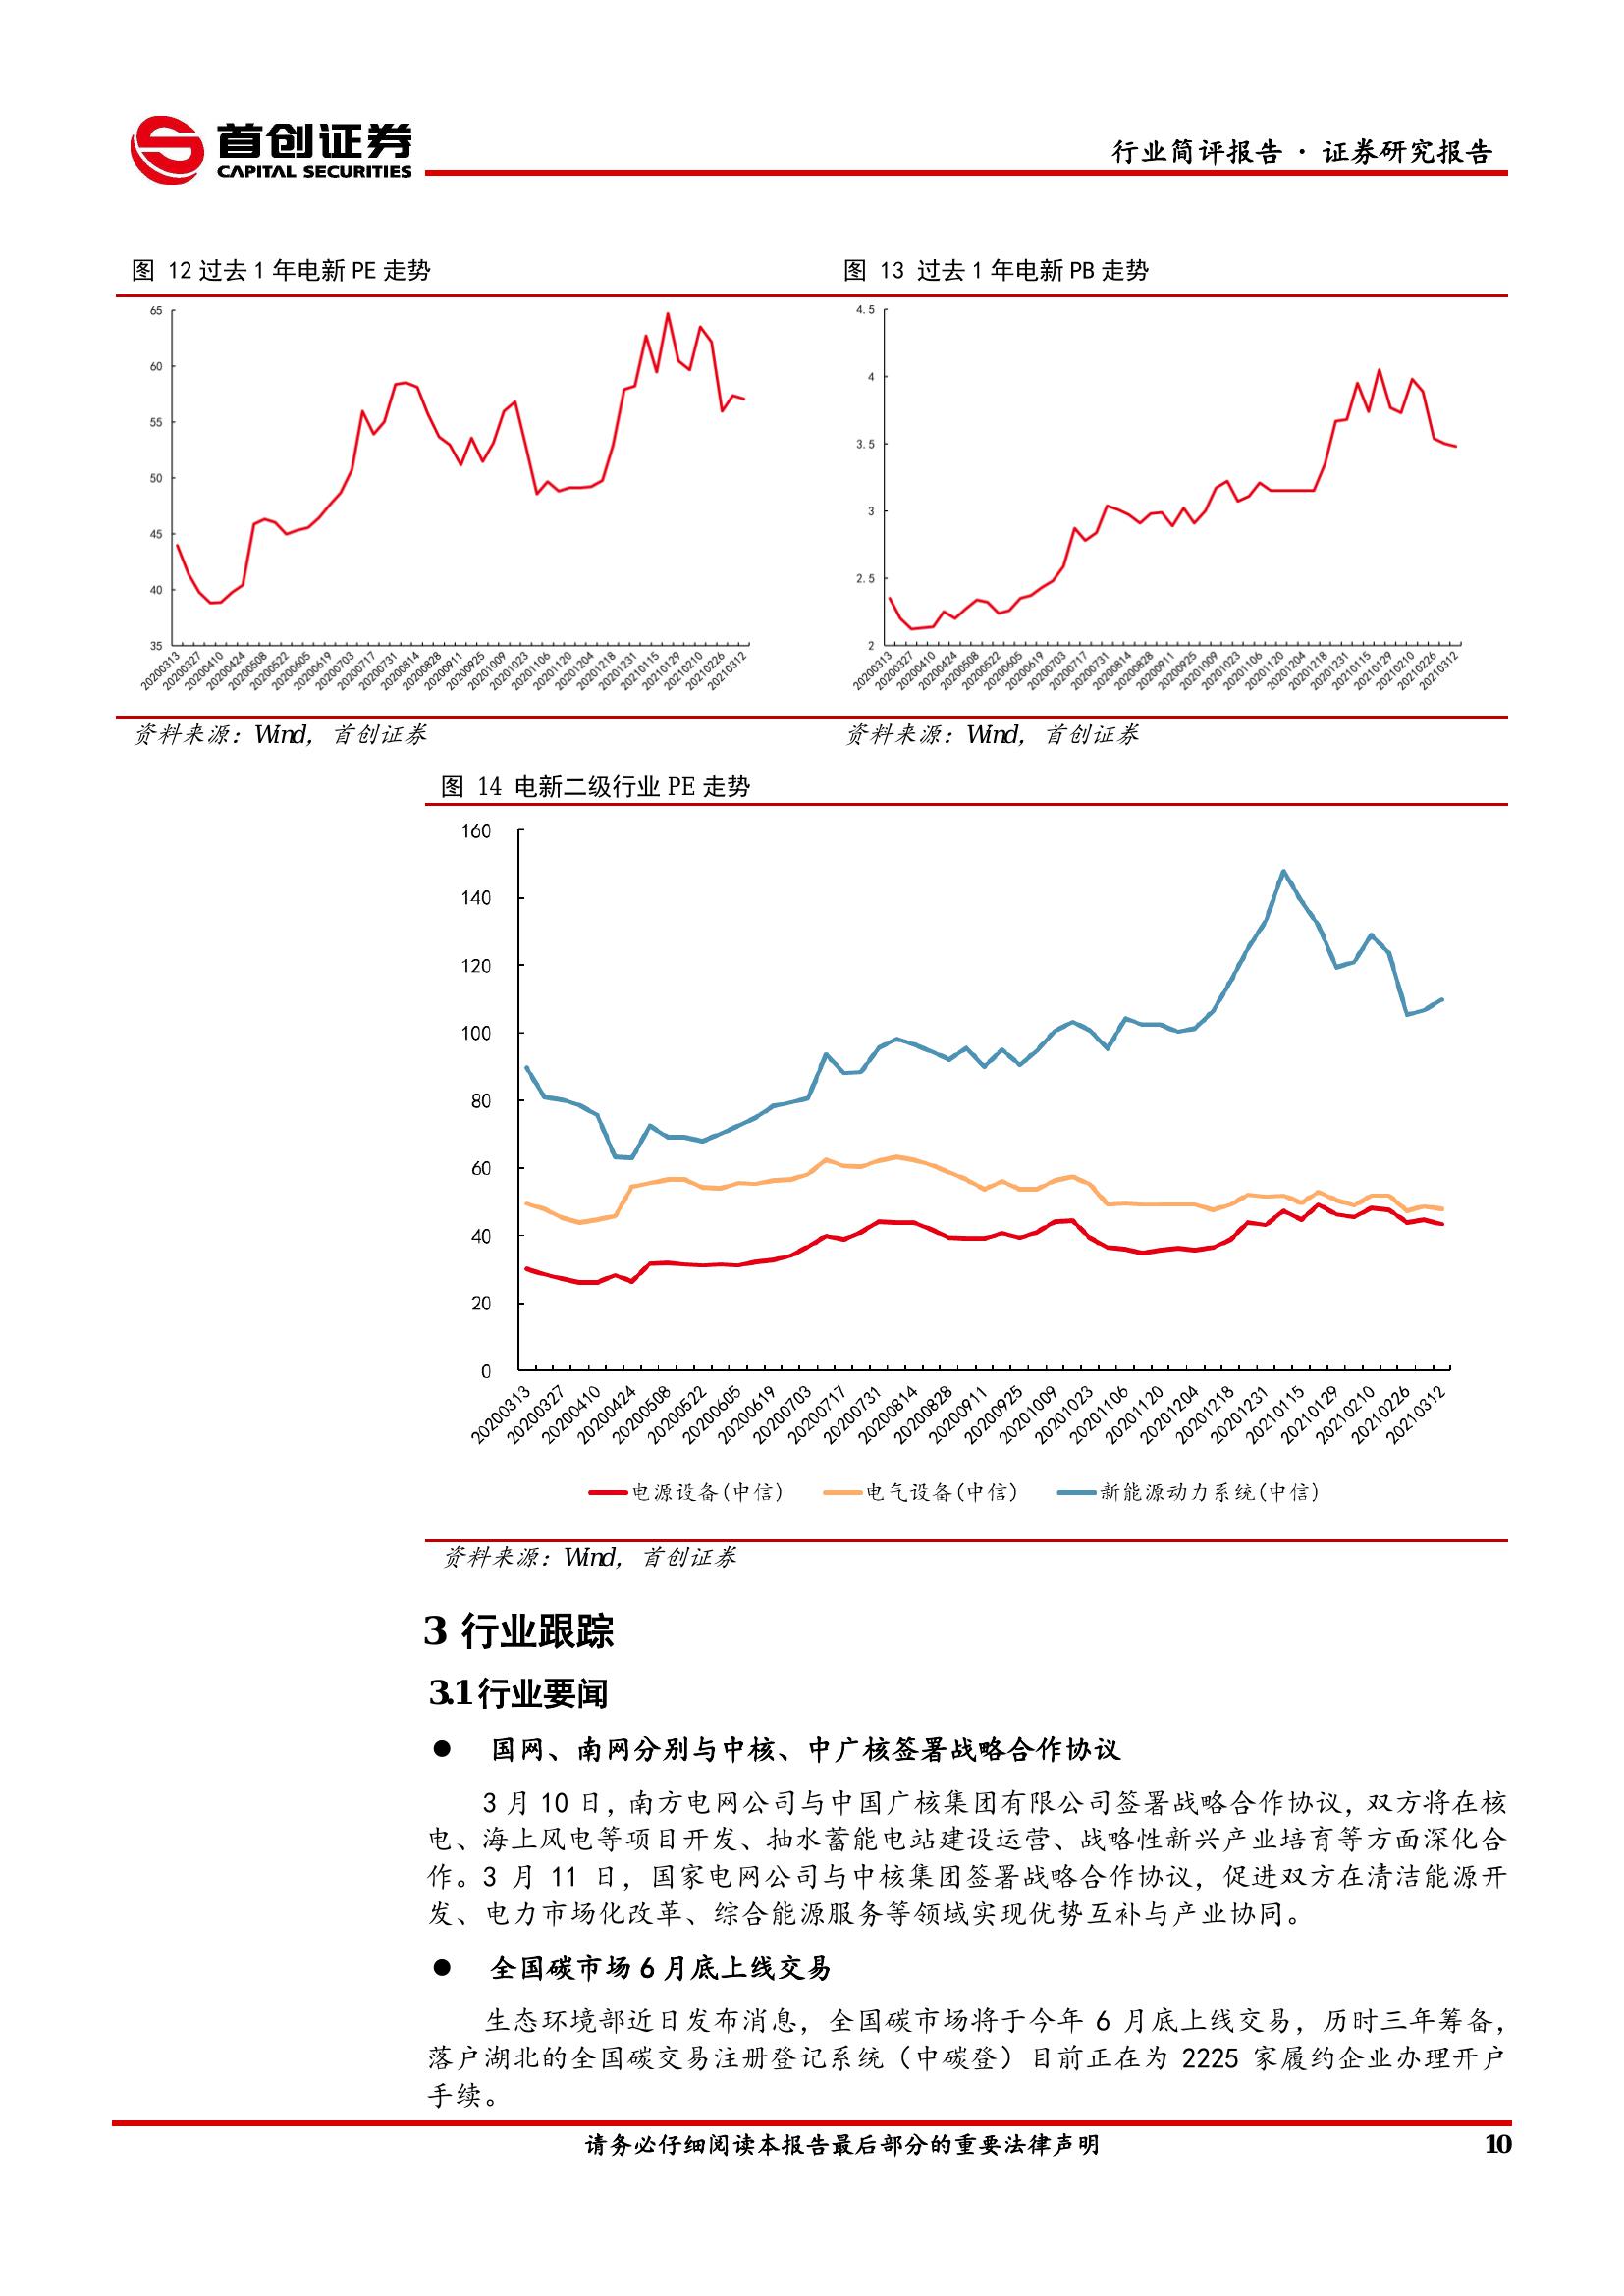 首创证券
CAPITAL SECURITIES
行业简评报告 · 证券研究报告
图 12 过去 1 年电新 PE 走势
65
60
55
50
45
40
35
20200313 20200327 20200410 20200424 20200508 20200522 20200605 20200619 20200703 20200717 20200731 20200814 20200828 20200911 20200925 20201009 20201023 20201106 20201120 20201204 20201218 20201231 20210115 20210129 20210210 20210226 20210312
资料来源：Wind，首创证券
图 13 过去 1 年电新 PB 走势
4.5
4
3.5
3
2.5
2
20200313 20200327 20200410 20200424 20200508 20200522 20200605 20200619 20200703 20200717 20200731 20200814 20200828 20200911 20200925 20201009 20201023 20201106 20201120 20201204 20201218 20201231 20210115 20210129 20210210 20210226 20210312
资料来源：Wind，首创证券
图 14 电新二级行业 PE 走势
160
140
120
100
80
60
40
20
0
20200313 20200327 20200410 20200424 20200508 20200522 20200605 20200619 20200703 20200717 20200731 20200814 20200828 20200911 20200925 20201009 20201023 20201106 20201120 20201204 20201218 20201231 20210115 20210129 20210210 20210226 20210312
电源设备(中信) 电气设备(中信) 新能源动力系统(中信)
资料来源：Wind，首创证券
3 行业跟踪
3.1 行业要闻
● 国网、南网分别与中核、中广核签署战略合作协议
3 月 10 日，南方电网公司与中国广核集团有限公司签署战略合作协议，双方将在核
电、海上风电等项目开发、抽水蓄能电站建设运营、战略性新兴产业培育等方面深化合
作。3 月 11 日，国家电网公司与中核集团签署战略合作协议，促进双方在清洁能源开
发、电力市场化改革、综合能源服务等领域实现优势互补与产业协同。
● 全国碳市场 6 月底上线交易
生态环境部近日发布消息，全国碳市场将于今年 6 月底上线交易，历时三年筹备，
落户湖北的全国碳交易注册登记系统（中碳登）目前正在为 2225 家履约企业办理开户
手续。
请务必仔细阅读本报告最后部分的重要法律声明 10